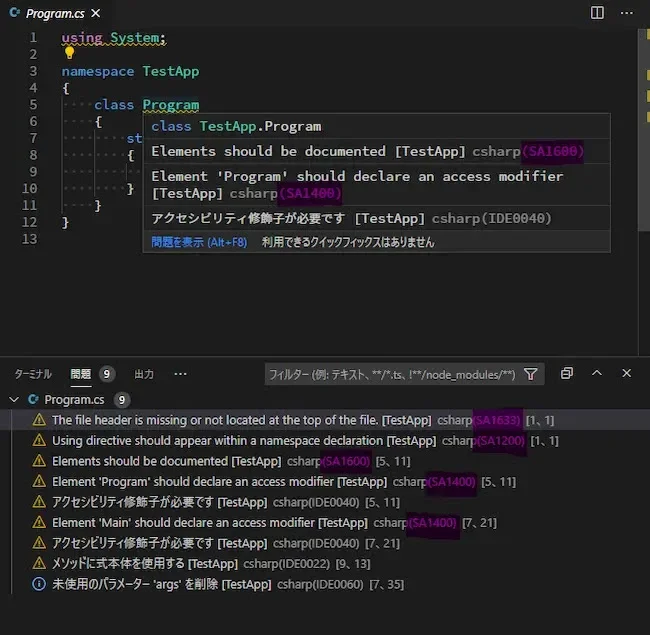 Program.cs
1 using System;
2
3 namespace TestApp
4 {
5 class Program
6 {
7 st
8 {
9
10 }
11 }
12 }
13
class TestApp.Program
Elements should be documented [TestApp] csharp(SA1600)
Element 'Program' should declare an access modifier
[TestApp] csharp(SA1400)
アクセシビリティ修飾子が必要です [TestApp] csharp(IDE0040)
問題を表示 (Alt+F8) 利用できるクイックフィックスはありません
ターミナル 問題 9 出力 ··· フィルター (例: テキスト、**/*.ts、!**/node_modules/**)
Program.cs 9
The file header is missing or not located at the top of the file. [TestApp] csharp(SA1633) [1、1]
Using directive should appear within a namespace declaration [TestApp] csharp(SA1200) [1、1]
Elements should be documented [TestApp] csharp(SA1600) [5、11]
Element 'Program' should declare an access modifier [TestApp] csharp(SA1400) [5、11]
アクセシビリティ修飾子が必要です [TestApp] csharp(IDE0040) [5、11]
Element 'Main' should declare an access modifier [TestApp] csharp(SA1400) [7、21]
アクセシビリティ修飾子が必要です [TestApp] csharp(IDE0040) [7、21]
メソッドに式本体を使用する [TestApp] csharp(IDE0022) [9、13]
未使用のパラメーター 'args' を削除 [TestApp] csharp(IDE0060) [7、35]